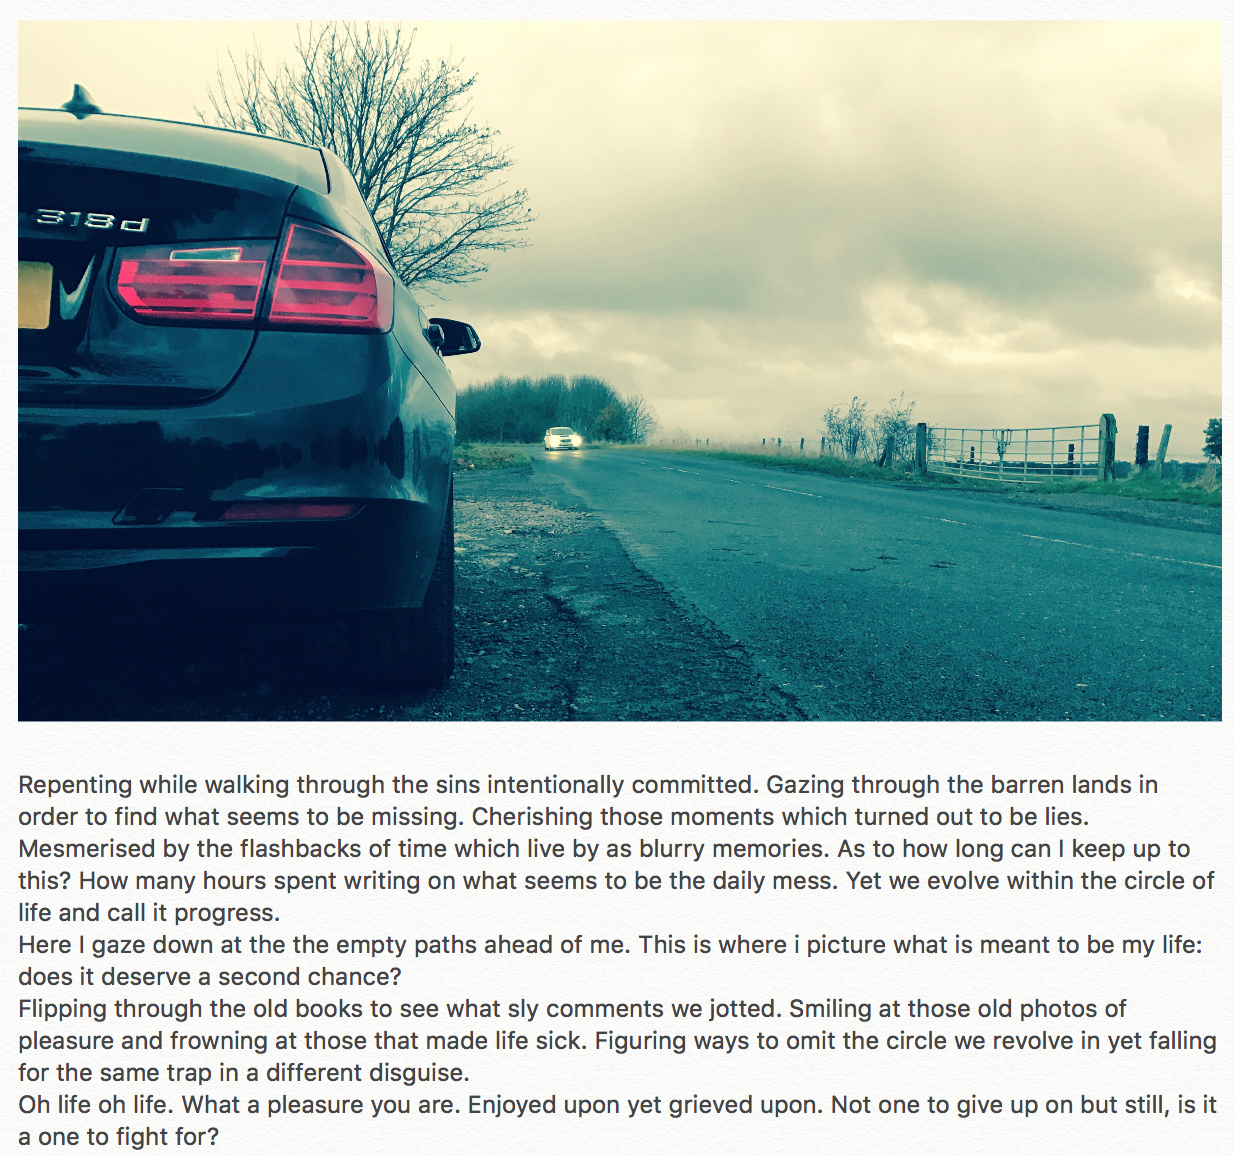 318d
Repenting while walking through the sins intentionally committed. Gazing through the barren lands in
order to find what seems to be missing. Cherishing those moments which turned out to be lies.
Mesmerised by the flashbacks of time which live by as blurry memories. As to how long can I keep up to
this? How many hours spent writing on what seems to be the daily mess. Yet we evolve within the circle of
life and call it progress.
Here I gaze down at the the empty paths ahead of me. This is where i picture what is meant to be my life:
does it deserve a second chance?
Flipping through the old books to see what sly comments we jotted. Smiling at those old photos of
pleasure and frowning at those that made life sick. Figuring ways to omit the circle we revolve in yet falling
for the same trap in a different disguise.
Oh life oh life. What a pleasure you are. Enjoyed upon yet grieved upon. Not one to give up on but still, is it
a one to fight for?